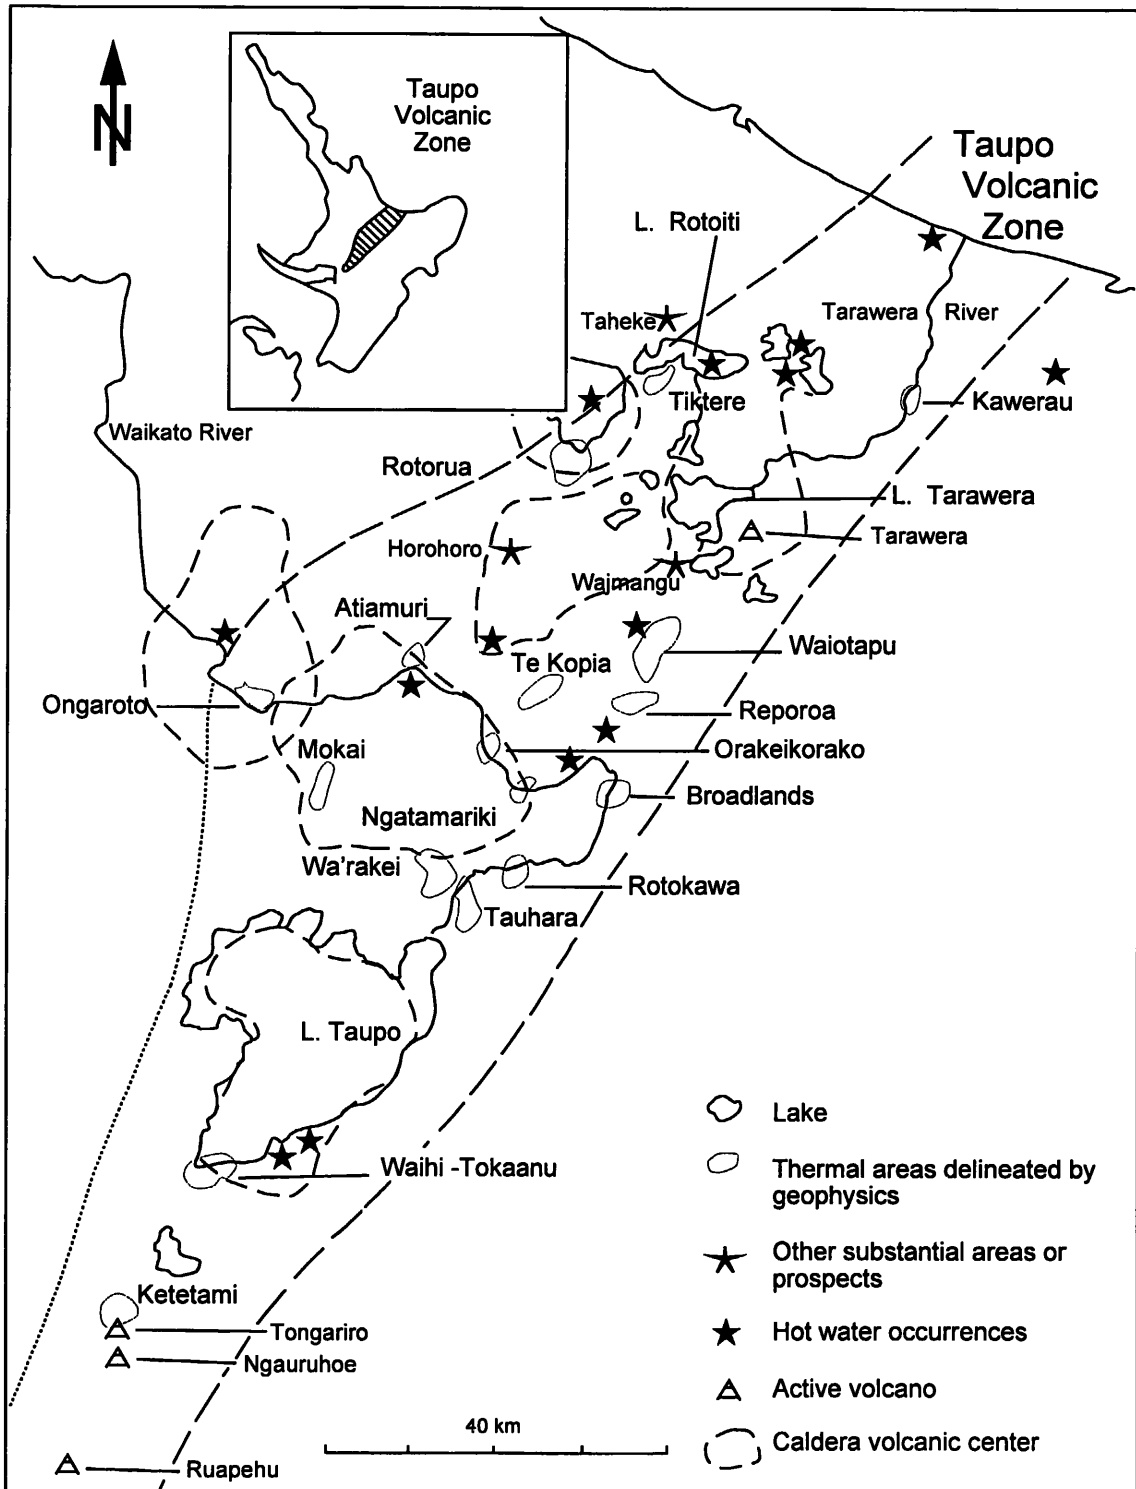 N
Taupo
Volcanic
Zone
Taupo
Volcanic
Zone
L. Rotoiti
Taheke
Tarawera River
Tiktere
Kawerau
Waikato River
Rotorua
L. Tarawera
Horohoro
Tarawera
Wajmangu
Atiamuri
Waiotapu
Te Kopia
Ongaroto
Reporoa
Mokai
Orakeikorako
Ngatamariki
Broadlands
Wa'rakei
Rotokawa
Tauhara
L. Taupo
Lake
Waihi -Tokaanu
Thermal areas delineated by
geophysics
Other substantial areas or
prospects
Ketetami
Tongariro
Hot water occurrences
Ngauruhoe
Active volcano
40 km
Caldera volcanic center
Ruapehu